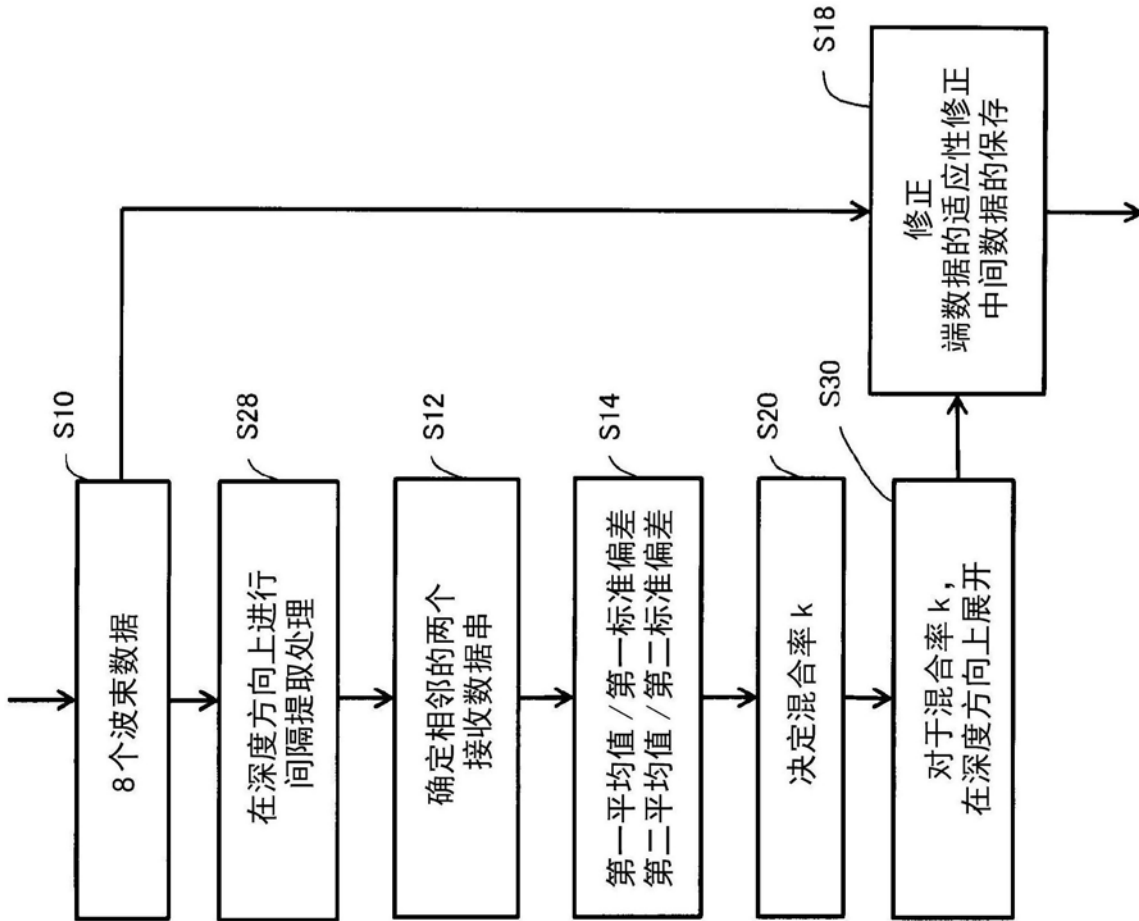 S10
8个波束数据
S28
在深度方向上进行
间隔提取处理
S12
确定相邻的两个
接收数据串
S14
第一平均值/第一标准偏差
第二平均值/第二标准偏差
S20
决定混合率k
S30
对于混合率k,
在深度方向上展开
S18
修正
端数据的适应性修正
中间数据的保存